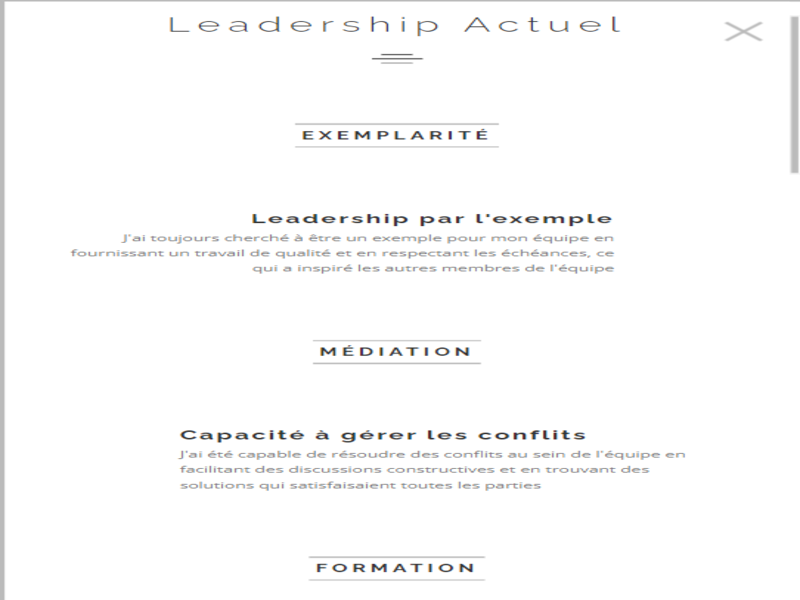 Leadership Actuel
EXEMPLARITÉ
Leadership par l'exemple
J'ai toujours cherché à être un exemple pour mon équipe en
fournissant un travail de qualité et en respectant les échéances, ce
qui a inspiré les autres membres de l'équipe
MÉDIATION
Capacité à gérer les conflits
J'ai été capable de résoudre des conflits au sein de l'équipe en
facilitant des discussions constructives et en trouvant des
solutions qui satisfaisaient toutes les parties
FORMATION